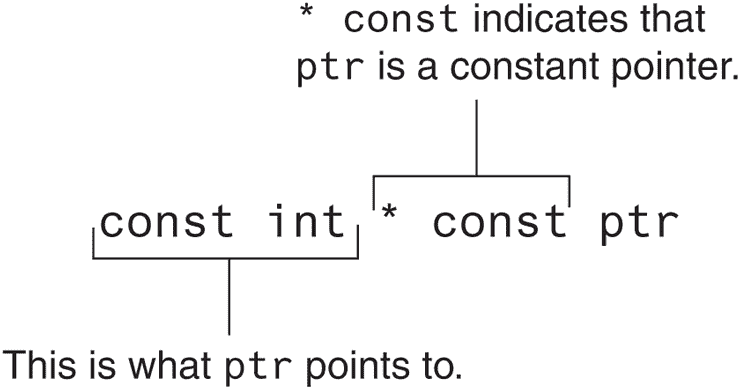 * const indicates that
ptr is a constant pointer.
const int * const ptr
This is what ptr points to.